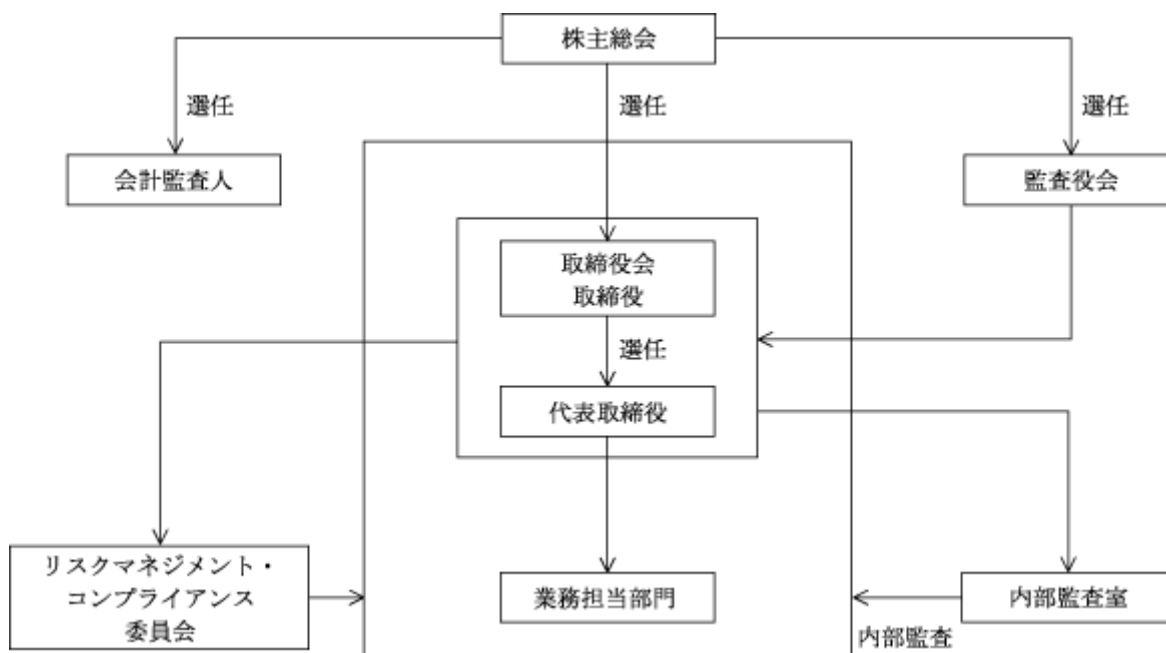 株主総会
選任
選任
選任
会計監査人
監査役会
取締役会
取締役
選任
代表取締役
リスクマネジメント・
コンプライアンス
委員会
業務担当部門
内部監査室
内部監査